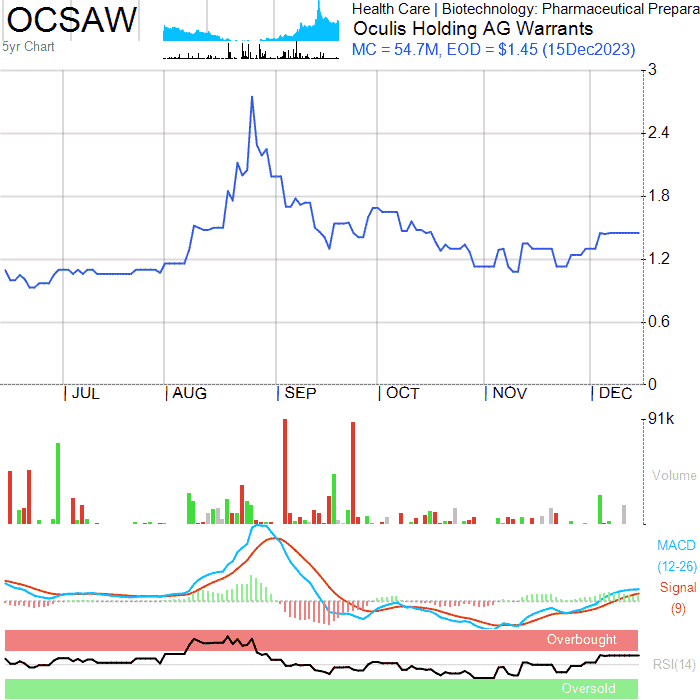 OCSAW
5yr Chart
Health Care | Biotechnology: Pharmaceutical Prepara
Oculis Holding AG Warrants
MC = 54.7M, EOD = $1.45 (15Dec2023)
3
2.4
1.8
1.2
0.6
0
JUL AUG SEP OCT NOV DEC
91k
Volume
MACD
(12-26)
Signal
(9)
Overbought
RSI(14)
Oversold